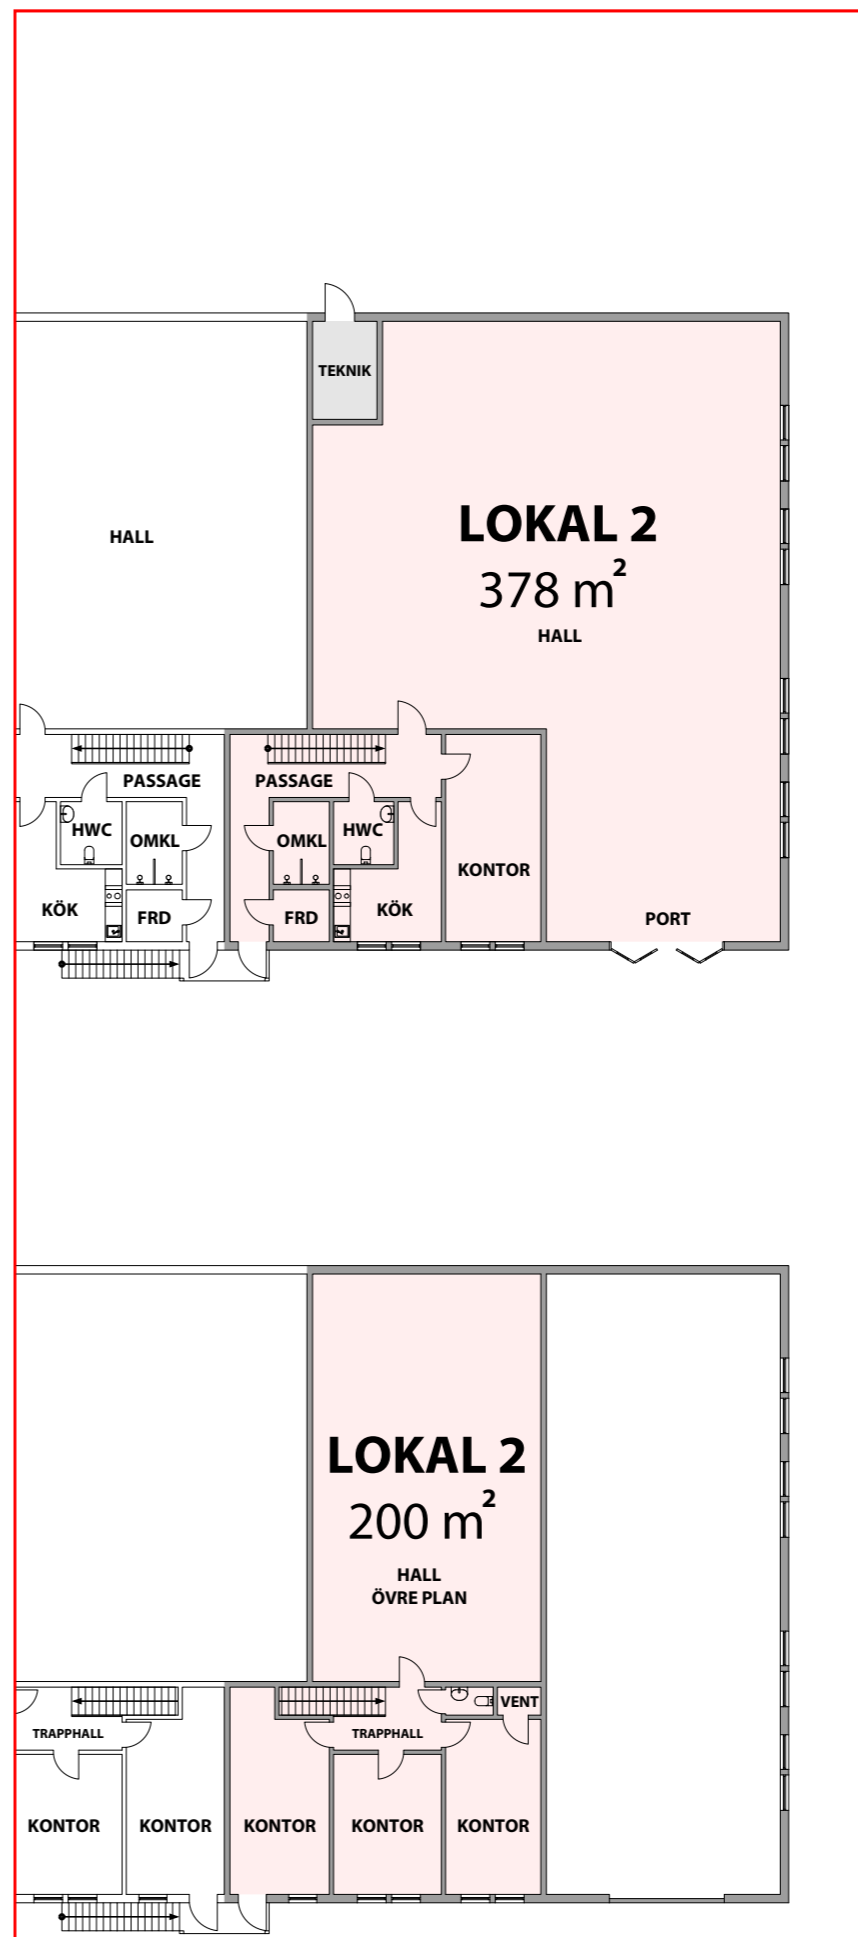 TEKNIK
HALL
LOKAL 2
378 m²
HALL
PASSAGE
PASSAGE
HWC
OMKL
OMKL
HWC
KONTOR
KÖK
FRD
FRD
KÖK
PORT
LOKAL 2
200 m²
HALL
ÖVRE PLAN
VENT
TRAPPHALL
TRAPPHALL
KONTOR
KONTOR
KONTOR
KONTOR
KONTOR